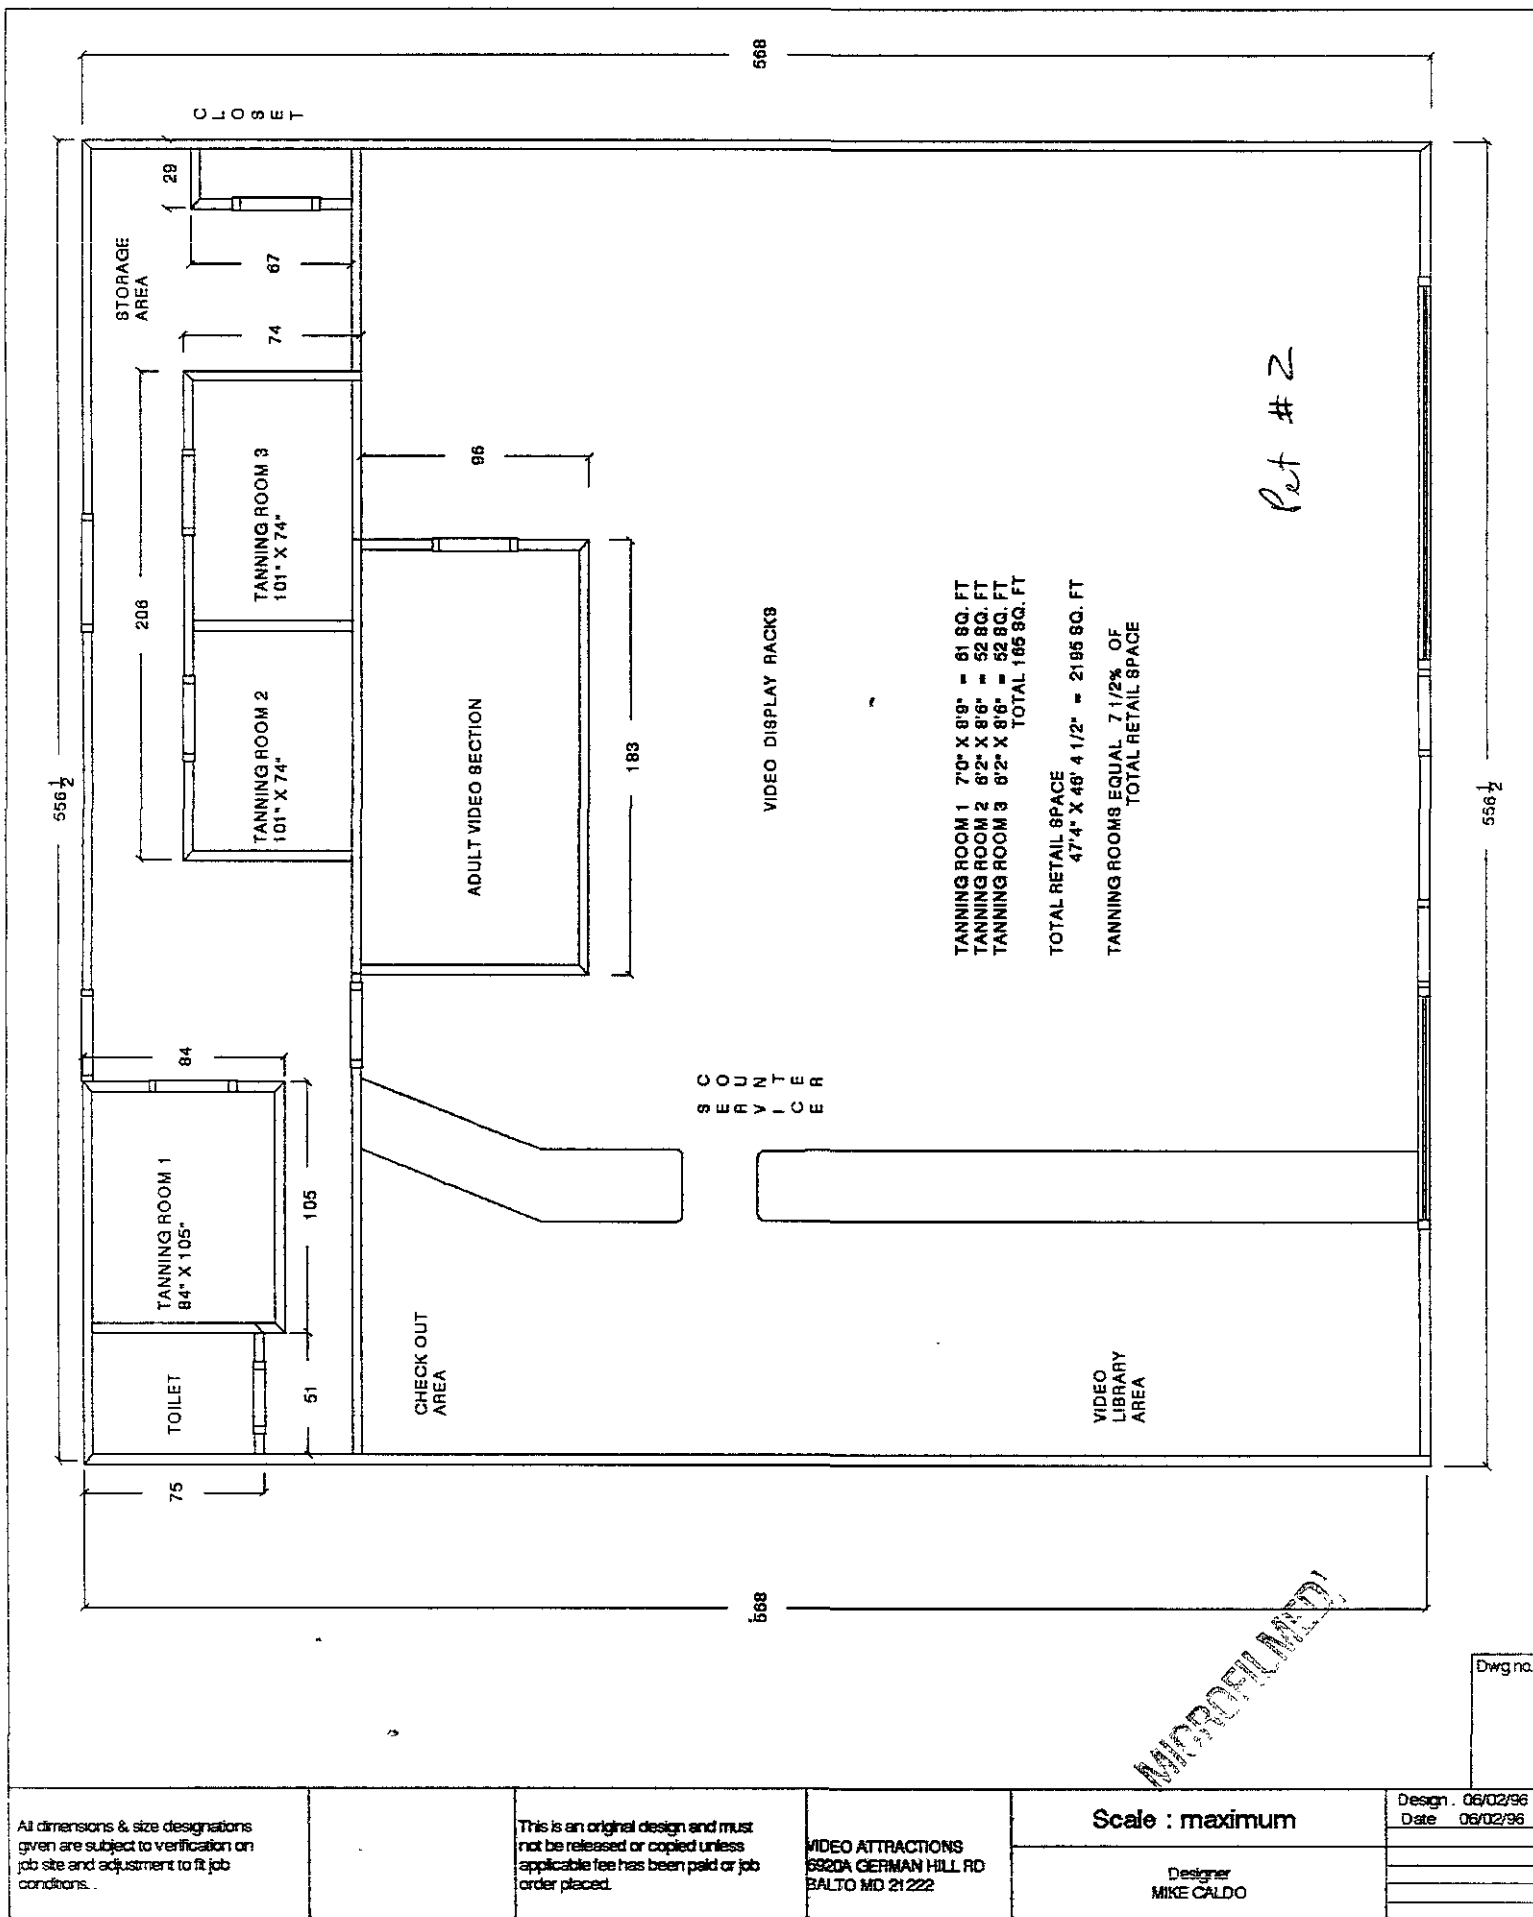 568
CLOSET
29
STORAGE
AREA
67
74
556 1/2
206
TANNING ROOM 3
101" X 74"
TANNING ROOM 2
101" X 74"
96
ADULT VIDEO SECTION
183
VIDEO DISPLAY RACKS
Pet #2
TANNING ROOM 1 7'0" X 8'9" = 61 SQ. FT
TANNING ROOM 2 6'2" X 8'6" = 52 SQ. FT
TANNING ROOM 3 6'2" X 8'6" = 52 SQ. FT
TOTAL 165 SQ. FT
TOTAL RETAIL SPACE
47'4" X 46' 4 1/2" = 2195 SQ. FT
TANNING ROOMS EQUAL 7 1/2% OF
TOTAL RETAIL SPACE
556 1/2
84
TANNING ROOM 1
84" X 105"
105
SERVICE
COUNTER
TOILET
51
75
CHECK OUT
AREA
VIDEO
LIBRARY
AREA
568
MICROFILMED
Dwg no.
All dimensions & size designations
given are subject to verification on
job site and adjustment to fit job
conditions.
This is an original design and must
not be released or copied unless
applicable fee has been paid or job
order placed.
VIDEO ATTRACTIONS
6920A GERMAN HILL RD
BALTO MD 21222
Scale : maximum
Designer
MIKE CALDO
Design. 06/02/96
Date 06/02/96